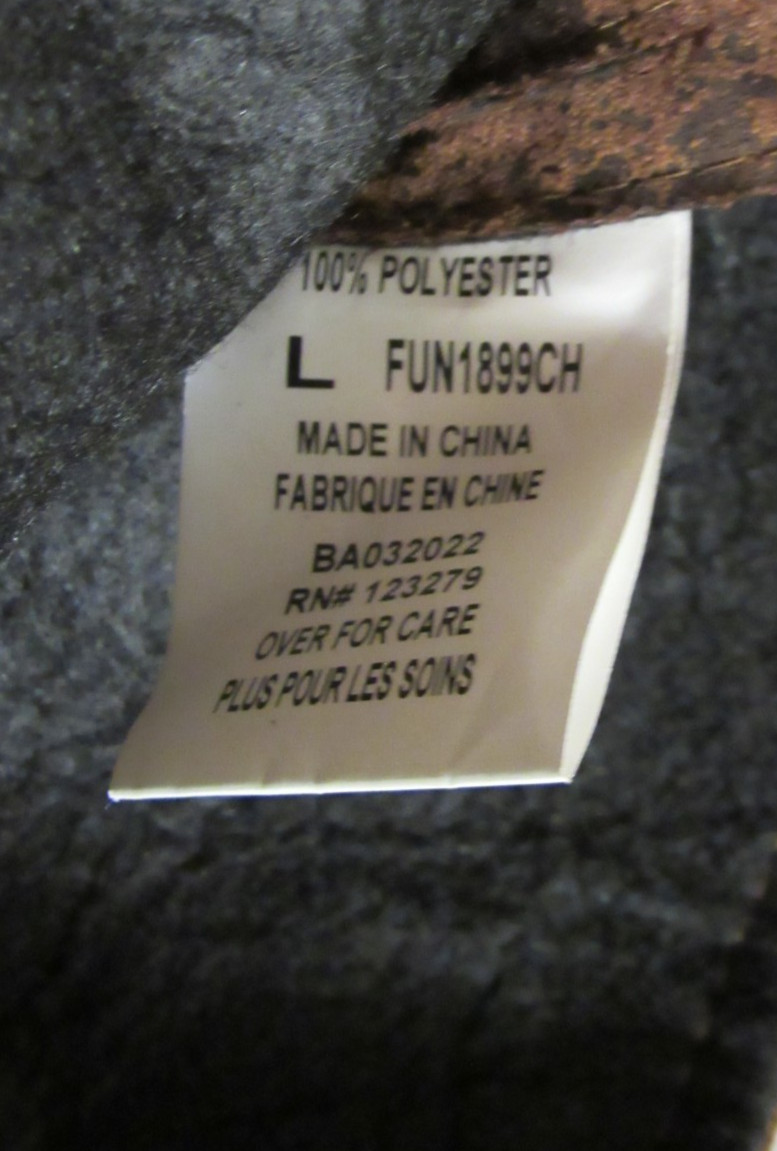 100% POLYESTER
L FUN1899CH
MADE IN CHINA
FABRIQUE EN CHINE
BA032022
RN# 123279
OVER FOR CARE
PLUS POUR LES SOINS